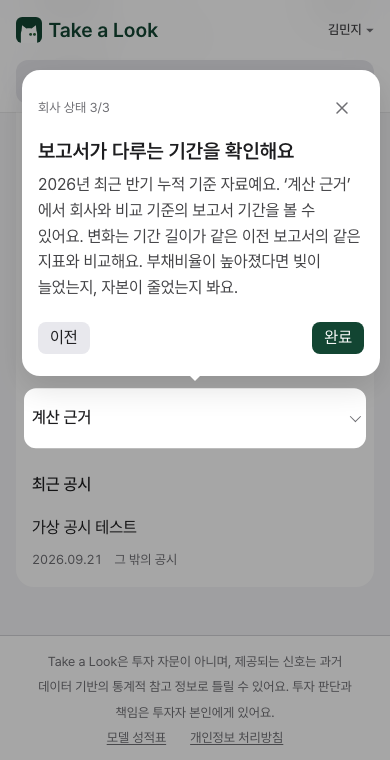 Take a Look
김민지
회사 상태 3/3
보고서가 다루는 기간을 확인해요
2026년 최근 반기 누적 기준 자료예요. ‘계산 근거’
에서 회사와 비교 기준의 보고서 기간을 볼 수
있어요. 변화는 기간 길이가 같은 이전 보고서의 같은
지표와 비교해요. 부채비율이 높아졌다면 빚이
늘었는지, 자본이 줄었는지 봐요.
이전
완료
계산 근거
최근 공시
가상 공시 테스트
2026.09.21 그 밖의 공시
Take a Look은 투자 자문이 아니며, 제공되는 신호는 과거
데이터 기반의 통계적 참고 정보로 틀릴 수 있어요. 투자 판단과
책임은 투자자 본인에게 있어요.
모델 성적표 개인정보 처리방침